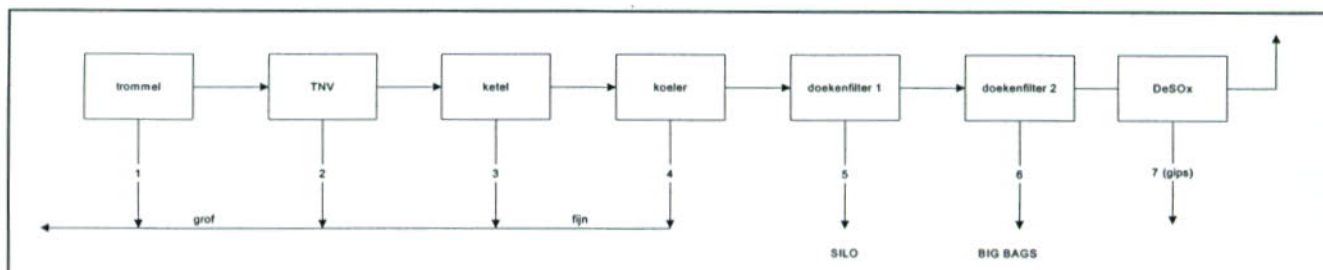 trommel
TNV
ketel
koeler
doekenfilter 1
doekenfilter 2
DeSOx
1
2
3
4
5
6
7 (gips)
grof
fijn
SILO
BIG BAGS